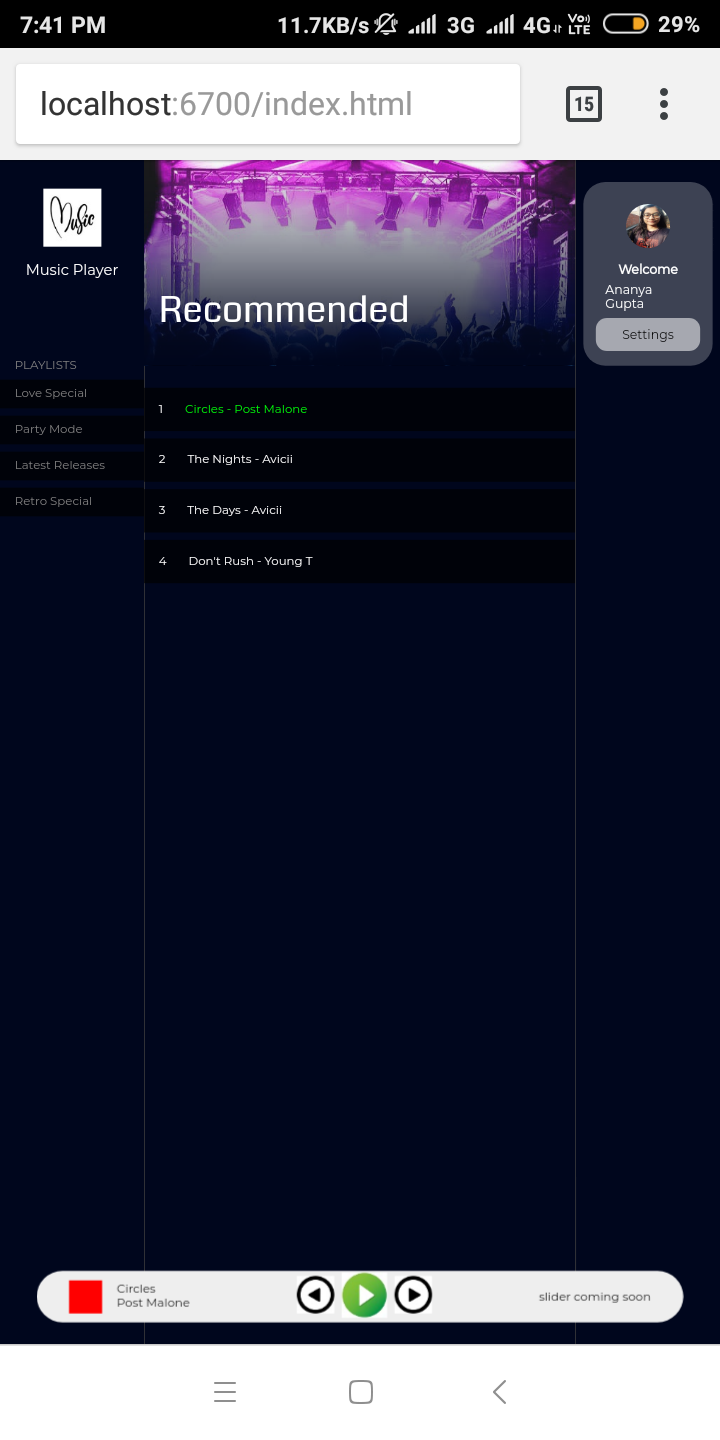 7:41 PM 11.7KB/s 3G 4G Vo) LTE 29%
localhost:6700/index.html 15
Music
Music Player
Recommended
Welcome
Ananya
Gupta
Settings
PLAYLISTS
Love Special
Party Mode
Latest Releases
Retro Special
1 Circles - Post Malone
2 The Nights - Avicii
3 The Days - Avicii
4 Don't Rush - Young T
Circles
Post Malone
slider coming soon